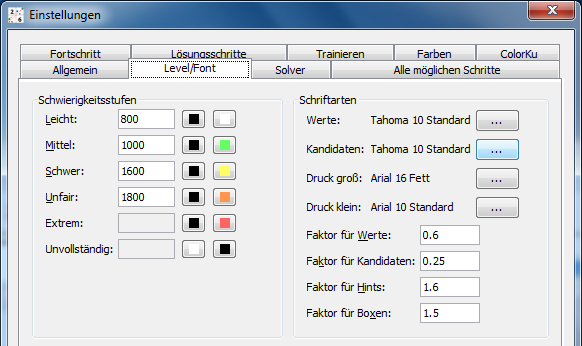 Einstellungen
Fortschritt Lösungsschritte Trainieren Farben ColorKu
Allgemein Level/Font Solver Alle möglichen Schritte
Schwierigkeitsstufen
Leicht: 800
Mittel: 1000
Schwer: 1600
Unfair: 1800
Extrem:
Unvollständig:
Schriftarten
Werte: Tahoma 10 Standard ...
Kandidaten: Tahoma 10 Standard ...
Druck groß: Arial 16 Fett ...
Druck klein: Arial 10 Standard ...
Faktor für Werte: 0.6
Faktor für Kandidaten: 0.25
Faktor für Hints: 1.6
Faktor für Boxen: 1.5